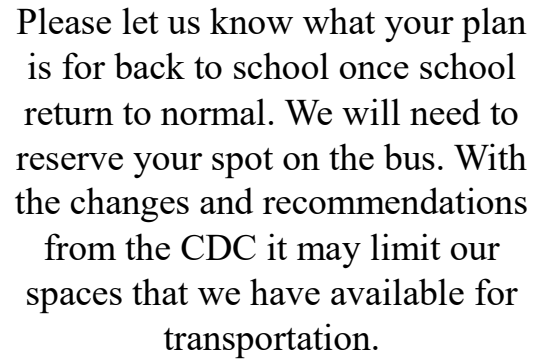 Please let us know what your plan
is for back to school once school
return to normal. We will need to
reserve your spot on the bus. With
the changes and recommendations
from the CDC it may limit our
spaces that we have available for
transportation.